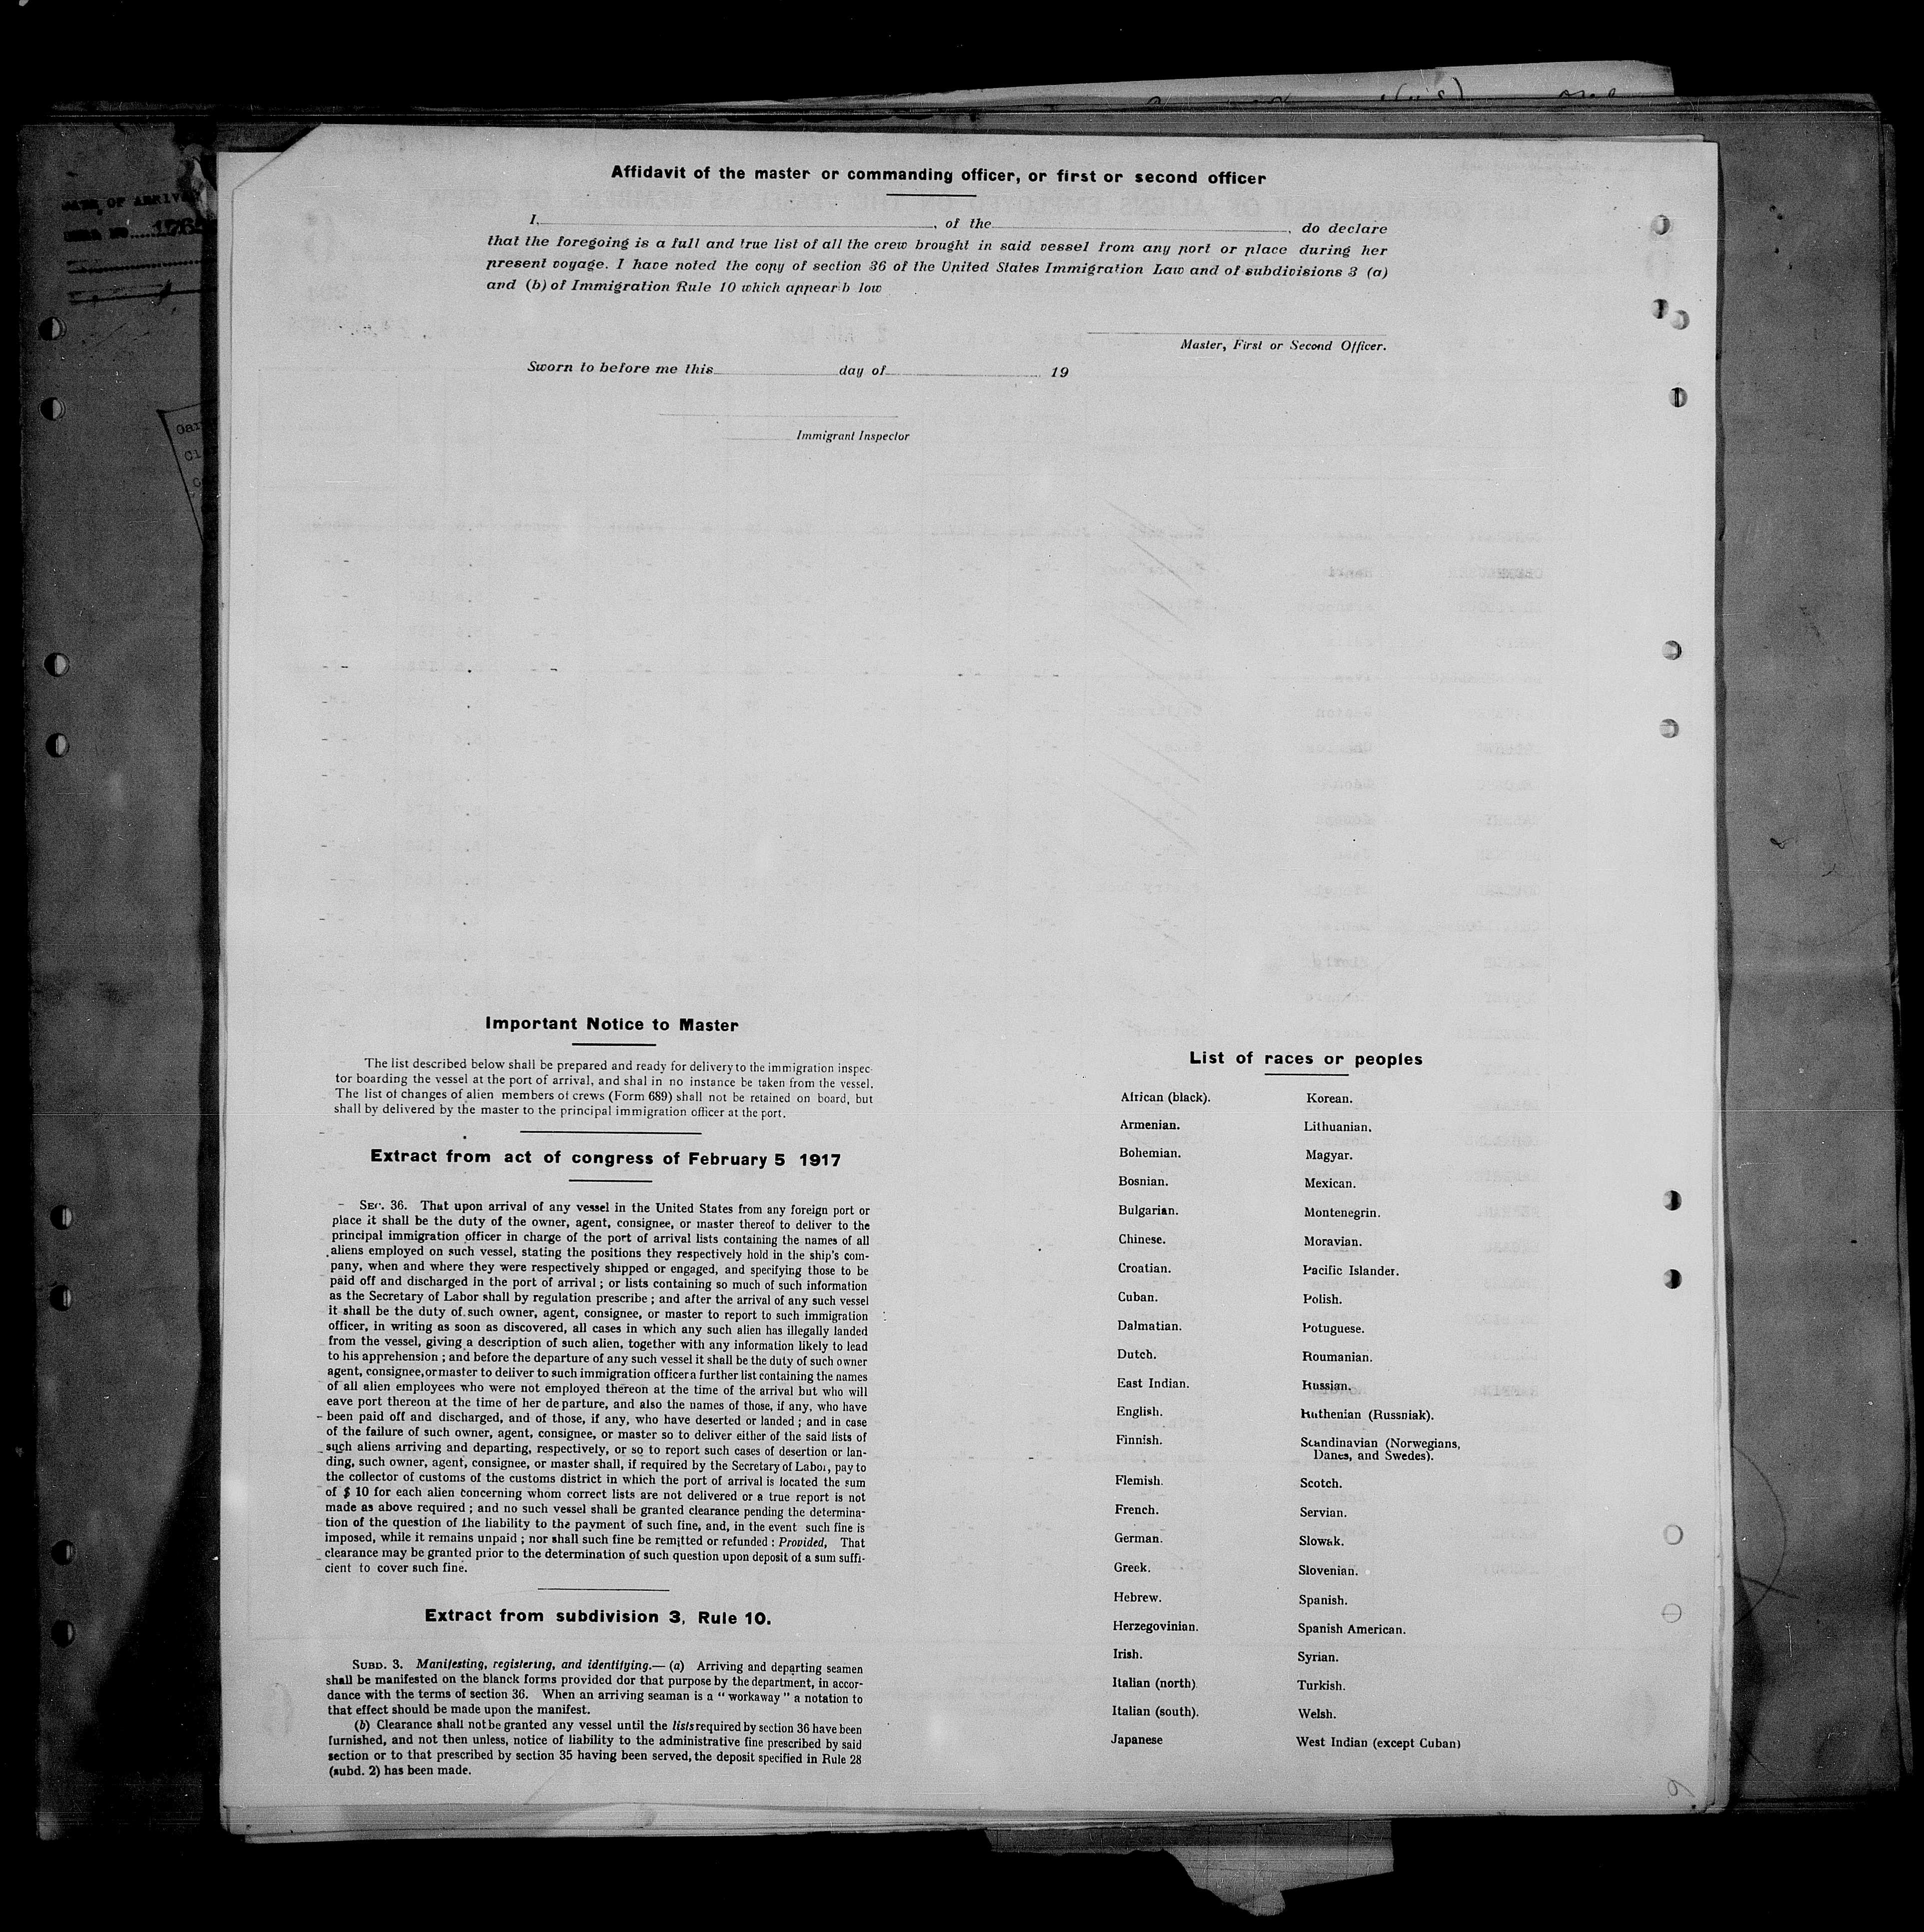 Affidavit of the master or commanding officer, or first or second officer
I, , of the , do declare
that the foregoing is a full and true list of all the crew brought in said vessel from any port or place during her
present voyage. I have noted the copy of section 36 of the United States Immigration Law and of subdivisions 3 (a)
and (b) of Immigration Rule 10 which appear b low
Master, First or Second Officer.
Sworn to before me this day of 19
Immigrant Inspector
Important Notice to Master
The list described below shall be prepared and ready for delivery to the immigration inspec-
tor boarding the vessel at the port of arrival, and shal in no instance be taken from the vessel.
The list of changes of alien members of crews (Form 689) shall not be retained on board, but
shall by delivered by the master to the principal immigration officer at the port.
Extract from act of congress of February 5 1917
SEC. 36. That upon arrival of any vessel in the United States from any foreign port or
place it shall be the duty of the owner, agent, consignee, or master thereof to deliver to the
principal immigration officer in charge of the port of arrival lists containing the names of all
aliens employed on such vessel, stating the positions they respectively hold in the ship's com-
pany, when and where they were respectively shipped or engaged, and specifying those to be
paid off and discharged in the port of arrival ; or lists containing so much of such information
as the Secretary of Labor shall by regulation prescribe ; and after the arrival of any such vessel
it shall be the duty of such owner, agent, consignee, or master to report to such immigration
officer, in writing as soon as discovered, all cases in which any such alien has illegally landed
from the vessel, giving a description of such alien, together with any information likely to lead
to his apprehension ; and before the departure of any such vessel it shall be the duty of such owner
agent, consignee, or master to deliver to such immigration officer a further list containing the names
of all alien employees who were not employed thereon at the time of the arrival but who will
eave port thereon at the time of her departure, and also the names of those, if any, who have
been paid off and discharged, and of those, if any, who have deserted or landed ; and in case
of the failure of such owner, agent, consignee, or master so to deliver either of the said lists of
such aliens arriving and departing, respectively, or so to report such cases of desertion or lan-
ding, such owner, agent, consignee, or master shall, if required by the Secretary of Labor, pay to
the collector of customs of the customs district in which the port of arrival is located the sum
of $ 10 for each alien concerning whom correct lists are not delivered or a true report is not
made as above required ; and no such vessel shall be granted clearance pending the determina-
tion of the question of the liability to the payment of such fine, and, in the event such fine is
imposed, while it remains unpaid ; nor shall such fine be remitted or refunded : Provided, That
clearance may be granted prior to the determination of such question upon deposit of a sum suffi-
cient to cover such fine.
Extract from subdivision 3, Rule 10.
SUBD. 3. Manifesting, registering, and identifying.— (a) Arriving and departing seamen
shall be manifested on the blanck forms provided dor that purpose by the department, in accor-
dance with the terms of section 36. When an arriving seaman is a “ workaway ” a notation to
that effect should be made upon the manifest.
(b) Clearance shall not be granted any vessel until the lists required by section 36 have been
furnished, and not then unless, notice of liability to the administrative fine prescribed by said
section or to that prescribed by section 35 having been served, the deposit specified in Rule 28
(subd. 2) has been made.
List of races or peoples
African (black).
Armenian.
Bohemian.
Bosnian.
Bulgarian.
Chinese.
Croatian.
Cuban.
Dalmatian.
Dutch.
East Indian.
English.
Finnish.
Flemish.
French.
German.
Greek.
Hebrew.
Herzegovinian.
Irish.
Italian (north)
Italian (south).
Japanese
Korean.
Lithuanian.
Magyar.
Mexican.
Montenegrin.
Moravian.
Pacific Islander.
Polish.
Potuguese.
Roumanian.
Russian.
Ruthenian (Russniak).
Scandinavian (Norwegians,
Danes, and Swedes).
Scotch.
Servian.
Slowak.
Slovenian.
Spanish.
Spanish American.
Syrian.
Turkish.
Welsh.
West Indian (except Cuban)